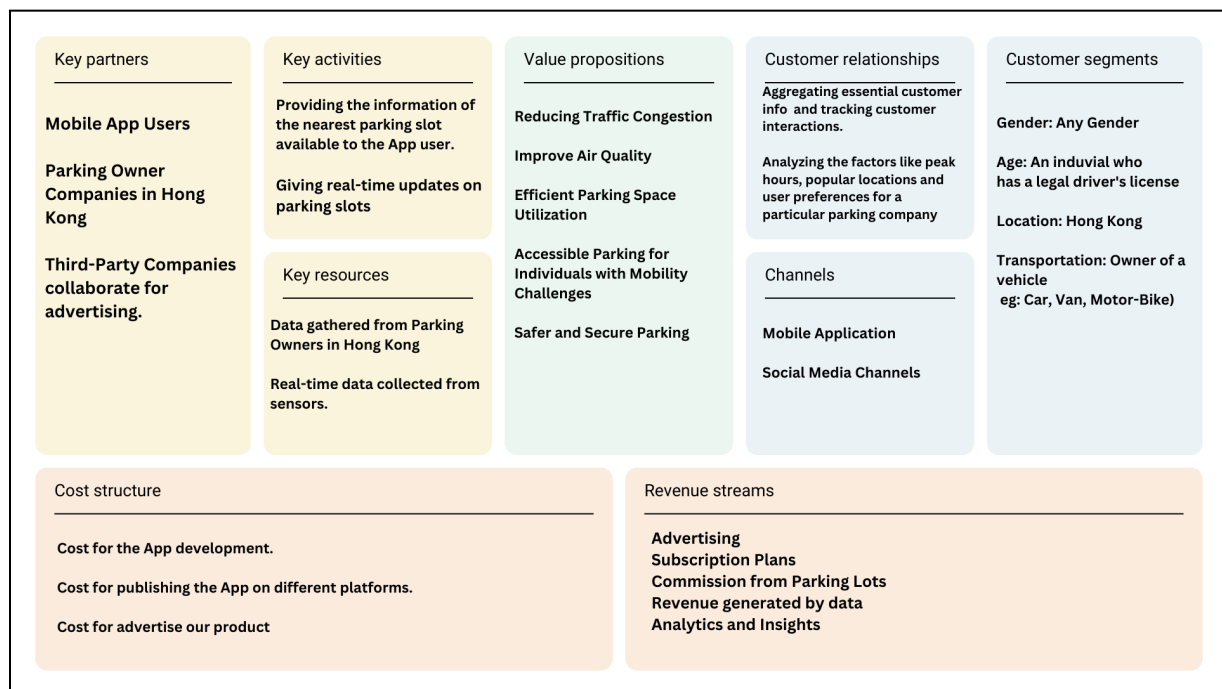 Key partners
Mobile App Users
Parking Owner
Companies in Hong
Kong
Third-Party Companies
collaborate for
advertising.
Key activities
Providing the information of
the nearest parking slot
available to the App user.
Giving real-time updates on
parking slots
Key resources
Data gathered from Parking
Owners in Hong Kong
Real-time data collected from
sensors.
Value propositions
Reducing Traffic Congestion
Improve Air Quality
Efficient Parking Space
Utilization
Accessible Parking for
Individuals with Mobility
Challenges
Safer and Secure Parking
Customer relationships
Aggregating essential customer
info and tracking customer
interactions.
Analyzing the factors like peak
hours, popular locations and
user preferences for a
particular parking company
Channels
Mobile Application
Social Media Channels
Customer segments
Gender: Any Gender
Age: An induvial who
has a legal driver's license
Location: Hong Kong
Transportation: Owner of a
vehicle
eg: Car, Van, Motor-Bike)
Cost structure
Cost for the App development.
Cost for publishing the App on different platforms.
Cost for advertise our product
Revenue streams
Advertising
Subscription Plans
Commission from Parking Lots
Revenue generated by data
Analytics and Insights